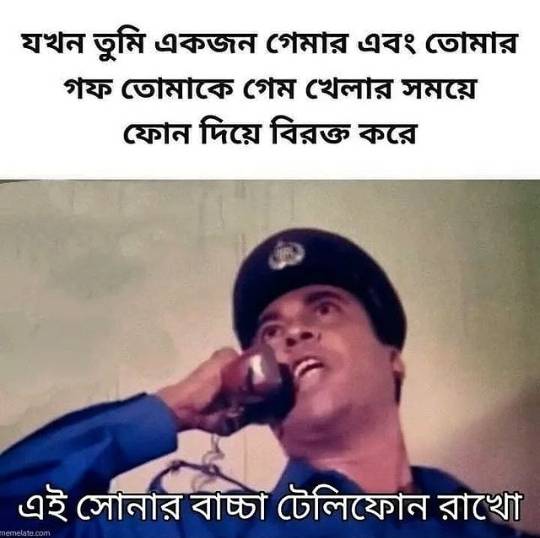 যখন তুমি একজন গেমার এবং তোমার
গফ তোমাকে গেম খেলার সময়ে
ফোন দিয়ে বিরক্ত করে
এই সোনার বাচ্চা টেলিফোন রাখো
memelate.com